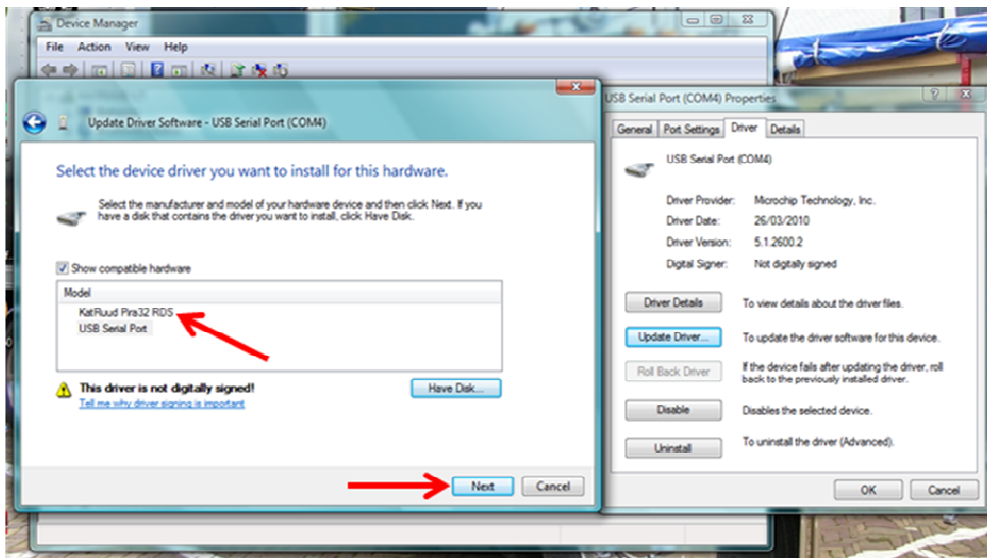 Device Manager
File Action View Help
Update Driver Software - USB Serial Port (COM4)
Select the device driver you want to install for this hardware.
Select the manufacturer and model of your hardware device and then click Next. If you
have a disk that contains the driver you want to install, click Have Disk.
Show compatible hardware
Model
KatRuud Pira32 RDS
USB Serial Port
This driver is not digitally signed!
Tell me why driver signing is important
Have Disk...
Next
Cancel
USB Serial Port (COM4) Properties
General Port Settings Driver Details
USB Serial Port (COM4)
Driver Provider: Microchip Technology, Inc.
Driver Date: 26/03/2010
Driver Version: 5.1.2600.2
Digital Signer: Not digitally signed
Driver Details
To view details about the driver files.
Update Driver...
To update the driver software for this device.
Roll Back Driver
If the device fails after updating the driver, roll
back to the previously installed driver.
Disable
Disables the selected device.
Uninstall
To uninstall the driver (Advanced).
OK
Cancel